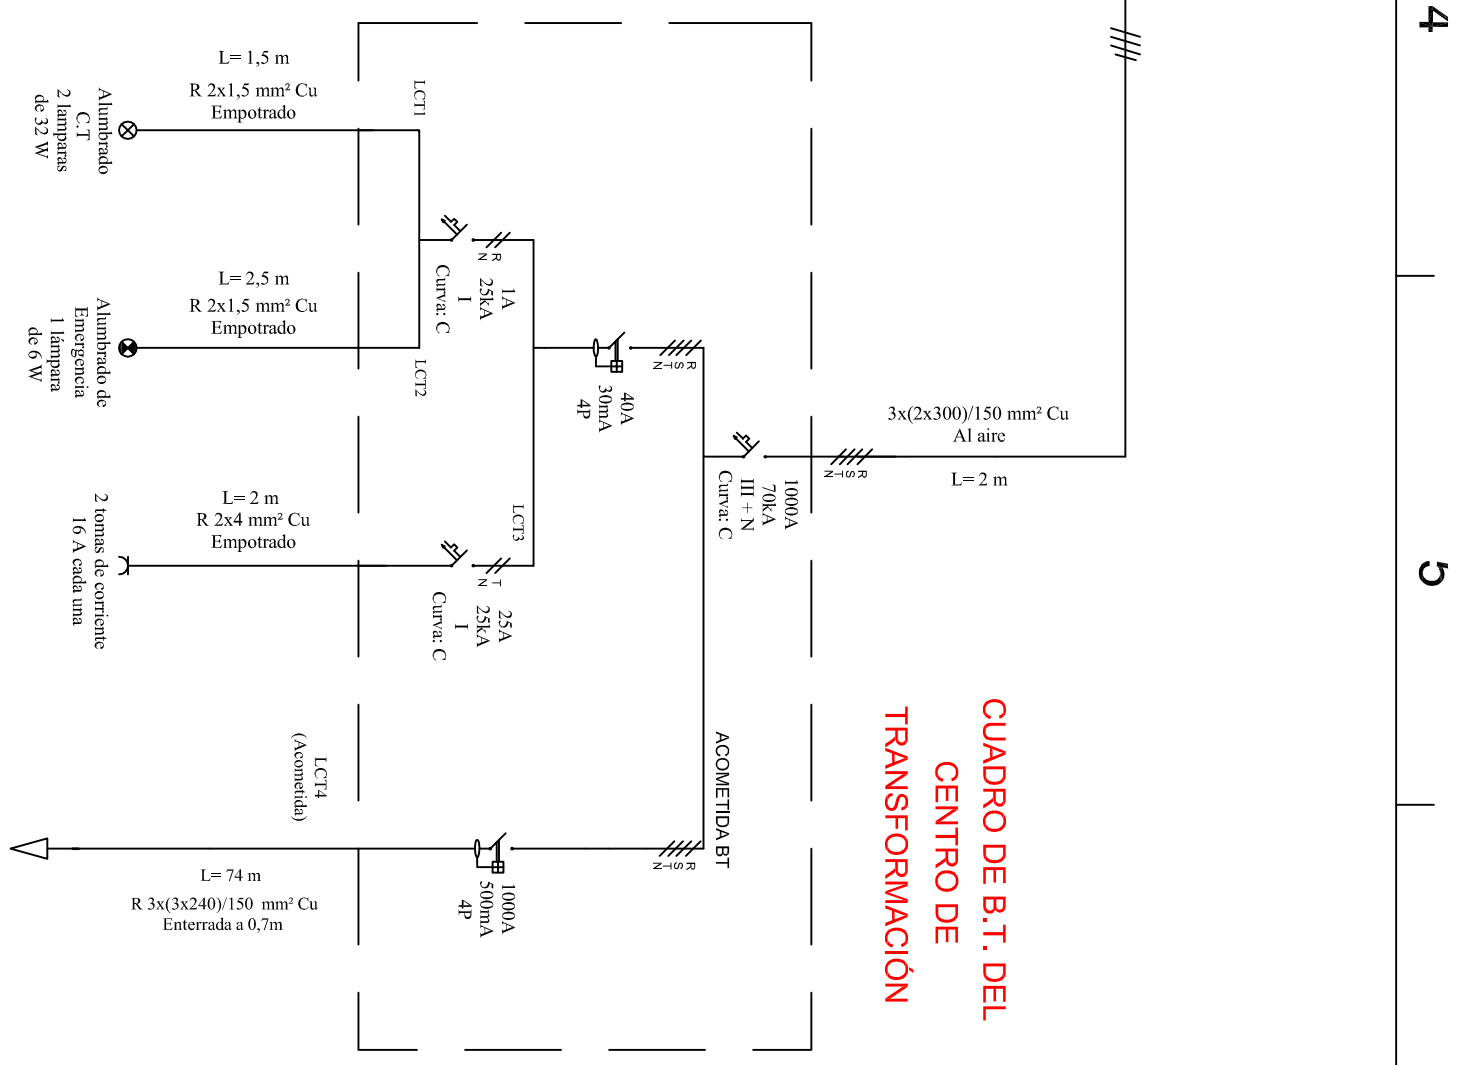 4
5
L= 1,5 m
R 2x1,5 mm² Cu
Empotrado
LCT1
Alumbrado
C.T
2 lamparas
de 32 W
L= 2,5 m
R 2x1,5 mm² Cu
Empotrado
LCT2
Alumbrado de
Emergencia
1 lámpara
de 6 W
R
N
1A
25kA
I
Curva: C
R
S
T
N
40A
30mA
4P
3x(2x300)/150 mm² Cu
Al aire
L= 2 m
R
S
T
N
1000A
70kA
III + N
Curva: C
L= 2 m
R 2x4 mm² Cu
Empotrado
LCT3
2 tomas de corriente
16 A cada una
T
N
25A
25kA
I
Curva: C
CUADRO DE B.T. DEL
CENTRO DE
TRANSFORMACIÓN
ACOMETIDA BT
R
S
T
N
LCT4
(Acometida)
1000A
500mA
4P
L= 74 m
R 3x(3x240)/150 mm² Cu
Enterrada a 0,7m